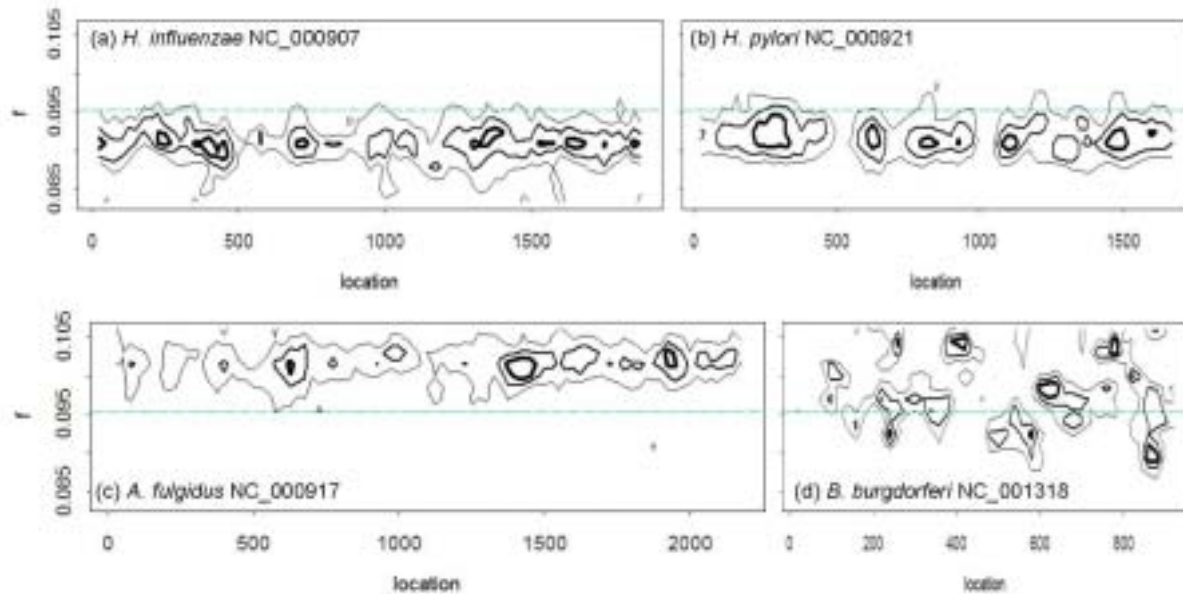 (a) H. influenzae NC_000907
(b) H. pylori NC_000921
f
0.105
0.095
0.085
0 500 1000 1500
0 500 1000 1500
location
location
f
0.105
0.095
0.085
(c) A. fulgidus NC_000917
(d) B. burgdorferi NC_001318
0 500 1000 1500 2000
0 200 400 600 800
location
location